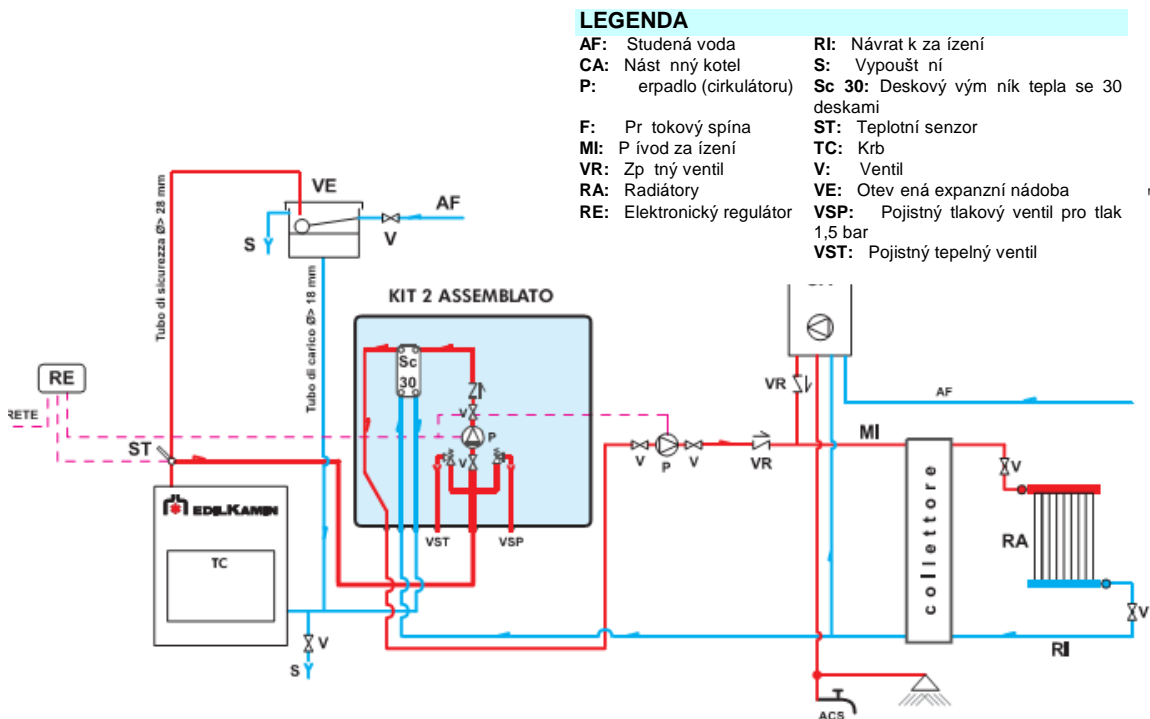 LEGENDA
AF: Studená voda
CA: Nást nný kotel
P: erpadlo (cirkulátoru)
F: Pr tokový spína
MI: P ívod za ízení
VR: Zp tný ventil
RA: Radiátory
RE: Elektronický regulátor
RI: Návrat k za ízení
S: Vypoušt ní
Sc 30: Deskový vým ník tepla se 30
deskami
ST: Teplotní senzor
TC: Krb
V: Ventil
VE: Otev ená expanzní nádoba
VSP: Pojistný tlakový ventil pro tlak
1,5 bar
VST: Pojistný tepelný ventil
VE
AF
S
V
Tubo di sicurezza Ø> 28 mm
Tubo di carico Ø> 18 mm
KIT 2 ASSEMBLATO
Sc
30
V
P
V
VST
VSP
RE
RETE
ST
EDILKAMIN
TC
V
S
V
P
V
VR
VR
AF
MI
collettore
V
RA
V
RI
ACS